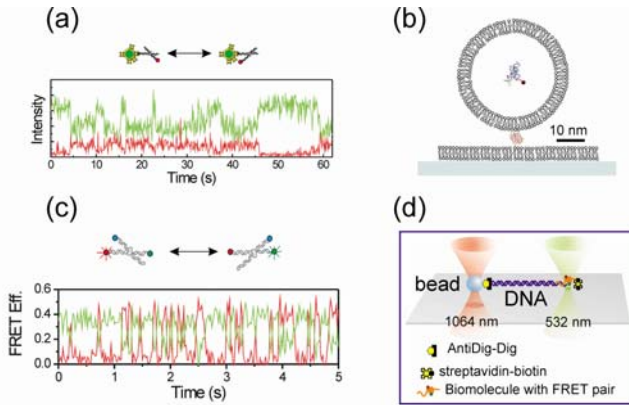 (a)
Intensity
0 10 20 30 40 50 60
Time (s)
(b)
10 nm
(c)
FRET Eff.
0.6
0.4
0.2
0.0
0 1 2 3 4 5
Time (s)
(d)
bead
DNA
1064 nm 532 nm
AntiDig-Dig
streptavidin-biotin
Biomolecule with FRET pair